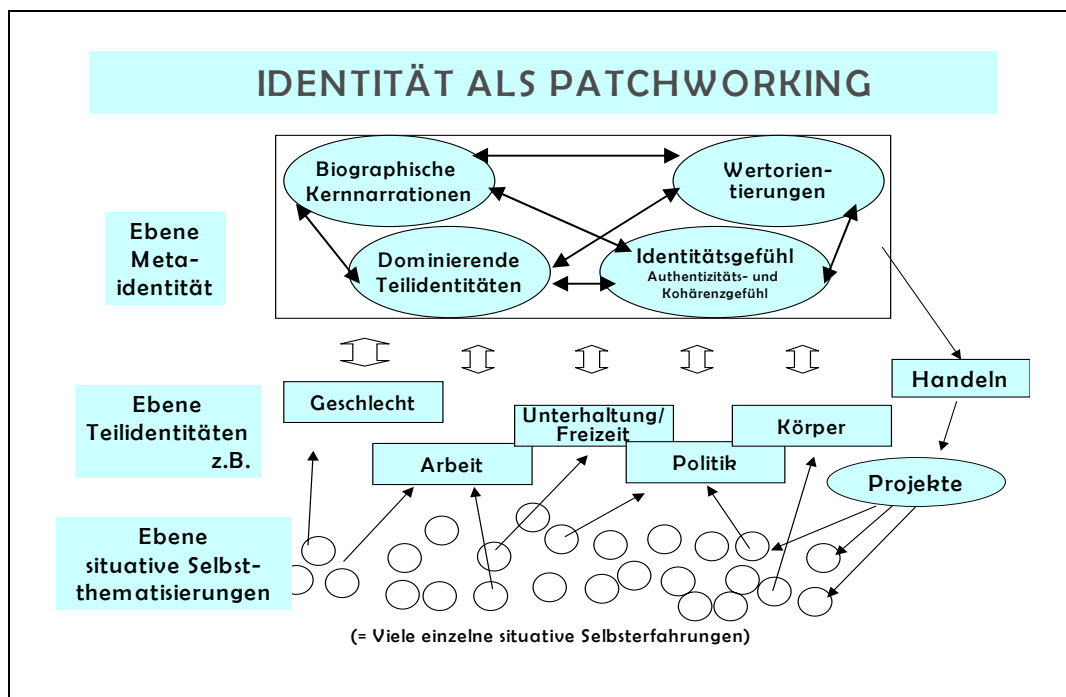 IDENTITÄT ALS PATCHWORKING
Biographische
Kernnarrationen
Wertorien-
tierungen
Ebene
Meta-
identität
Dominierende
Teilidentitäten
Identitätsgefühl
Authentizitäts- und
Kohärenzgefühl
Handeln
Ebene
Teilidentitäten
z.B.
Geschlecht
Unterhaltung/
Freizeit
Körper
Arbeit
Politik
Projekte
Ebene
situative Selbst-
thematisierungen
(= Viele einzelne situative Selbsterfahrungen)